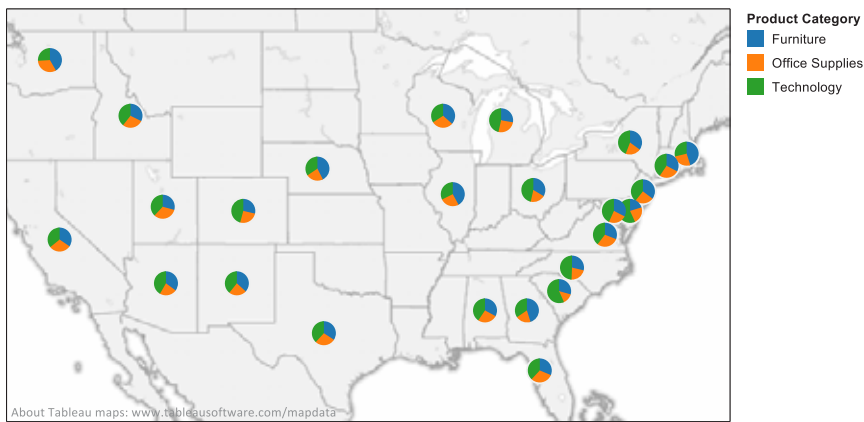 Product Category
Furniture
Office Supplies
Technology
About Tableau maps: www.tableausoftware.com/mapdata